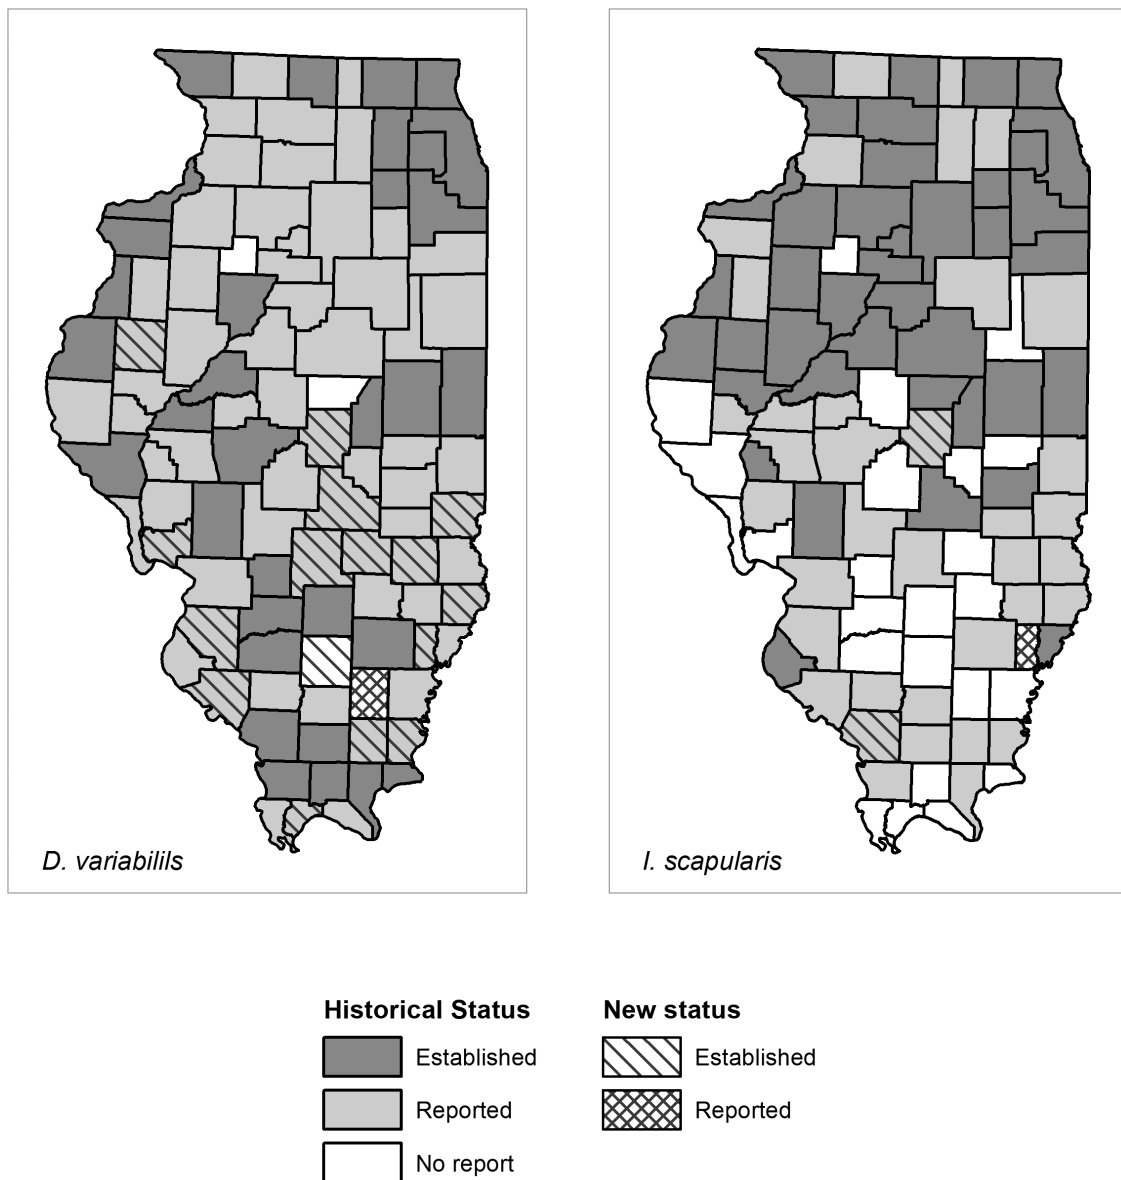 D. variabilils
I. scapularis
Historical Status
New status
Established
Established
Reported
Reported
No report